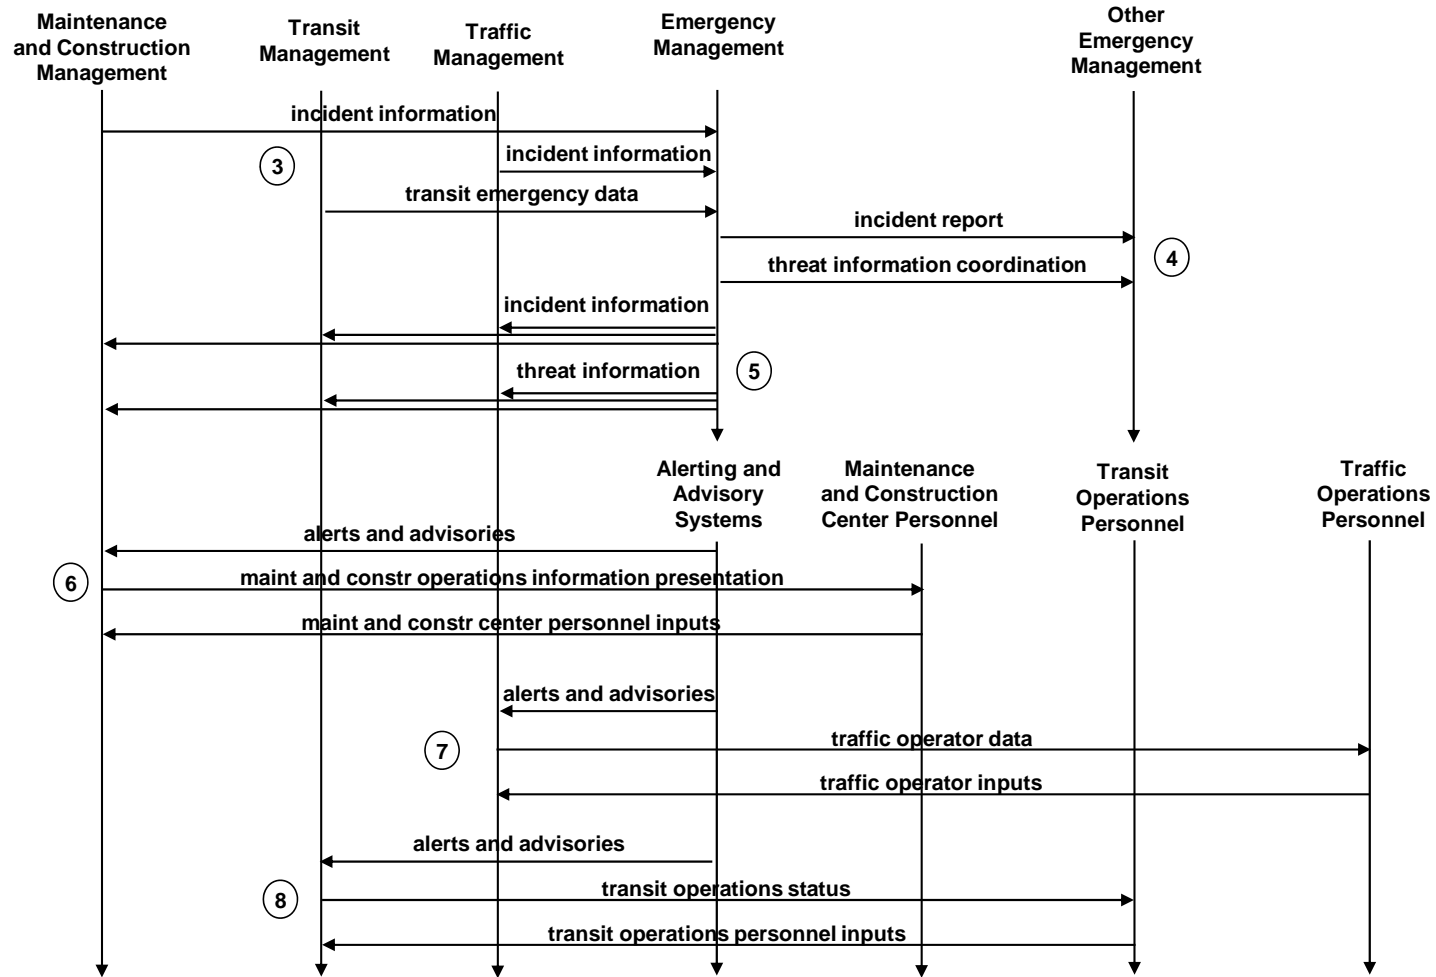 Maintenance
and Construction
Management
Transit
Management
Traffic
Management
Emergency
Management
Other
Emergency
Management
incident information
3
incident information
transit emergency data
incident report
4
threat information coordination
incident information
threat information
5
Alerting and
Advisory
Systems
Maintenance
and Construction
Center Personnel
Transit
Operations
Personnel
Traffic
Operations
Personnel
alerts and advisories
6
maint and constr operations information presentation
maint and constr center personnel inputs
alerts and advisories
7
traffic operator data
traffic operator inputs
alerts and advisories
8
transit operations status
transit operations personnel inputs